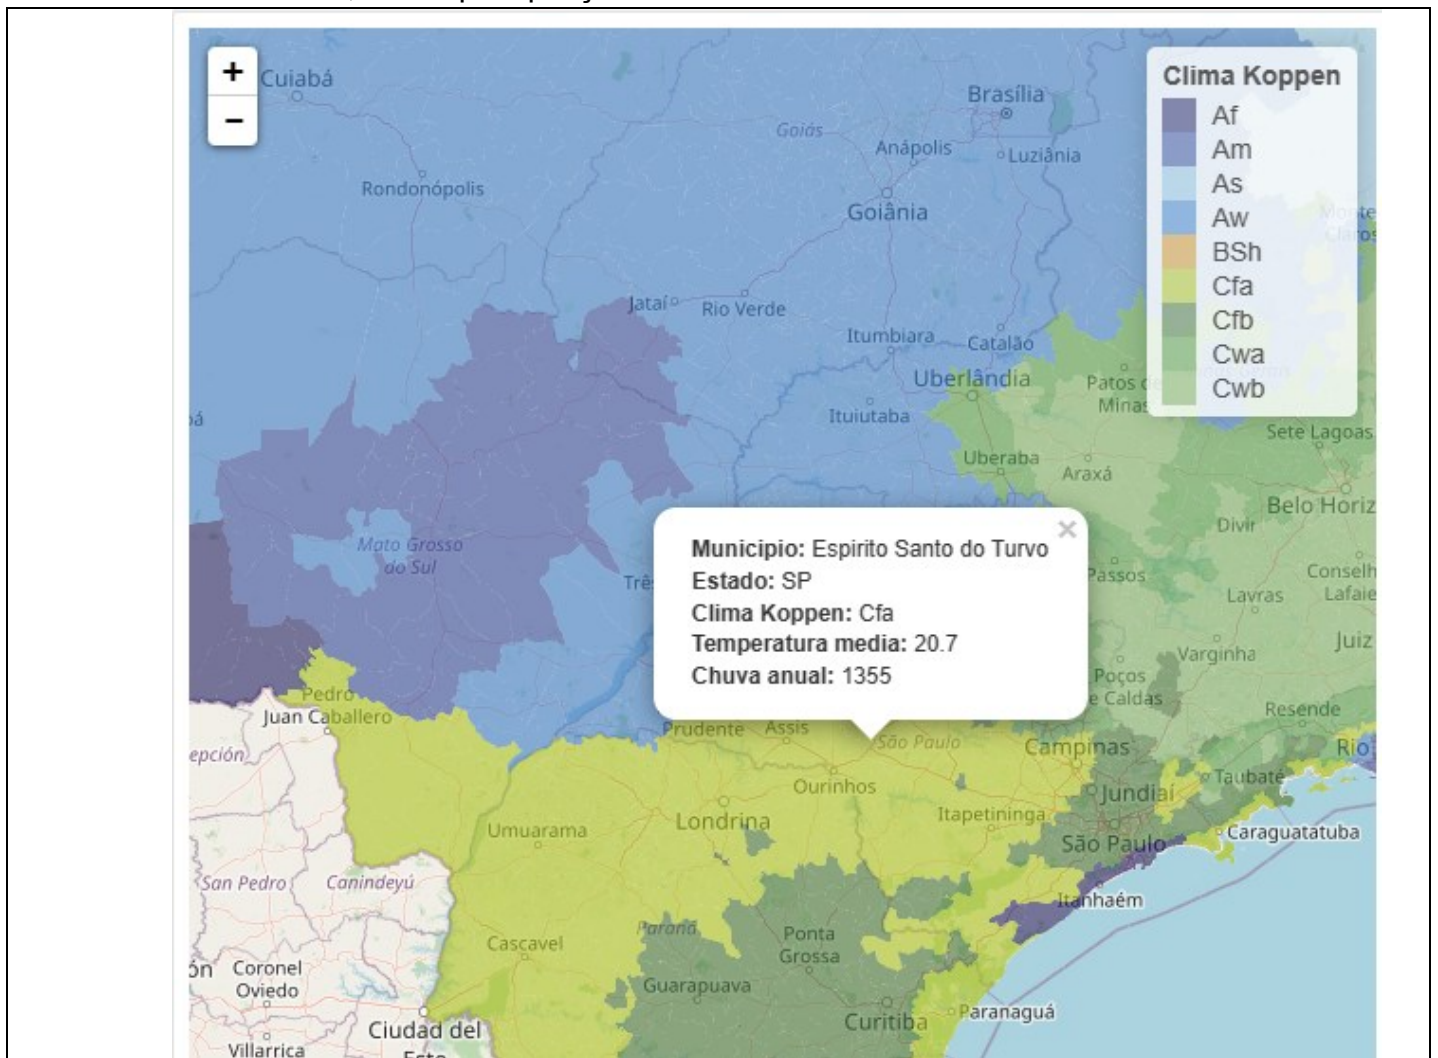 +
−
Cuiabá
Brasília
Goiás
Anápolis
Luziânia
Rondonópolis
Goiânia
Clima Koppen
Af
Am
As
Aw
BSh
Cfa
Cfb
Cwa
Cwb
Monte
Claros
Jataí
Rio Verde
Itumbiara
Catalão
Uberlândia
Patos de
Minas
Ituiutaba
Sete Lagoas
Uberaba
Araxá
Belo Horiz
Divir
Mato Grosso
do Sul
Três
Passos
Conselh
Lafaie
Lavras
Municipio: Espirito Santo do Turvo
Estado: SP
Clima Koppen: Cfa
Temperatura media: 20.7
Chuva anual: 1355
×
Juiz
Varginha
Poços
e Caldas
Pedro
Juan Caballero
Resende
Prudente
Assis
São Paulo
Campinas
Rio
epción
Taubaté
Ourinhos
Jundiaí
Itapetininga
Londrina
Umuarama
São Paulo
Caraguatatuba
San Pedro
Canindeyú
Itanhaém
Paraná
Ponta
Grossa
Cascavel
ón
Coronel
Oviedo
Guarapuava
Paranaguá
Curitiba
Ciudad del
Este
Villarrica